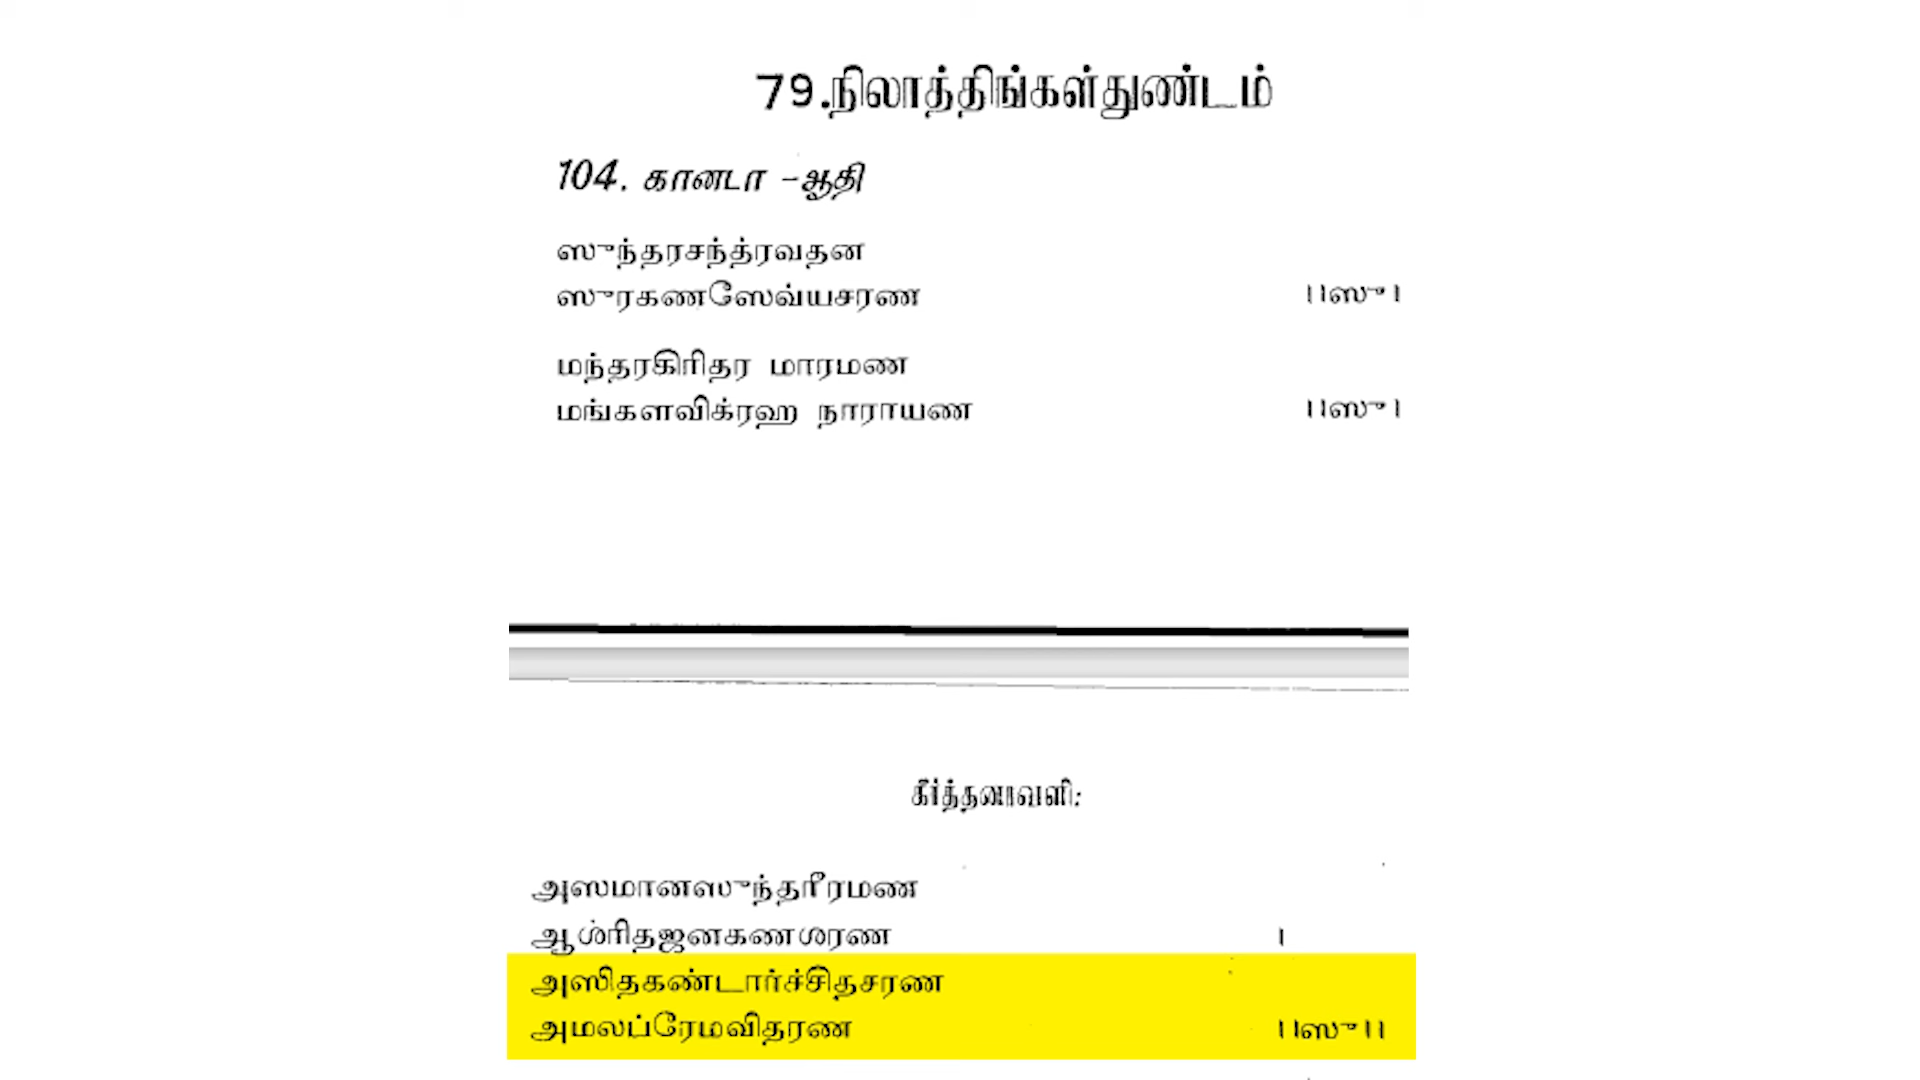 79.நிலாத்திங்கள்துண்டம்
104. கானடா -ஆதி
ஸுந்தரசந்த்ரவதன
ஸுரகணஸேவ்யசரண ||ஸு|
மந்தரகிரிதர மாரமண
மங்களவிக்ரஹ நாராயண ||ஸு|
கீர்த்தனாவளி:
அஸமானஸுந்தரீரமண
ஆஶ்ரிதஜனகணஶரண |
அஸிதகண்டார்ச்சிதசரண
அமலப்ரேமவிதரண ||ஸு||